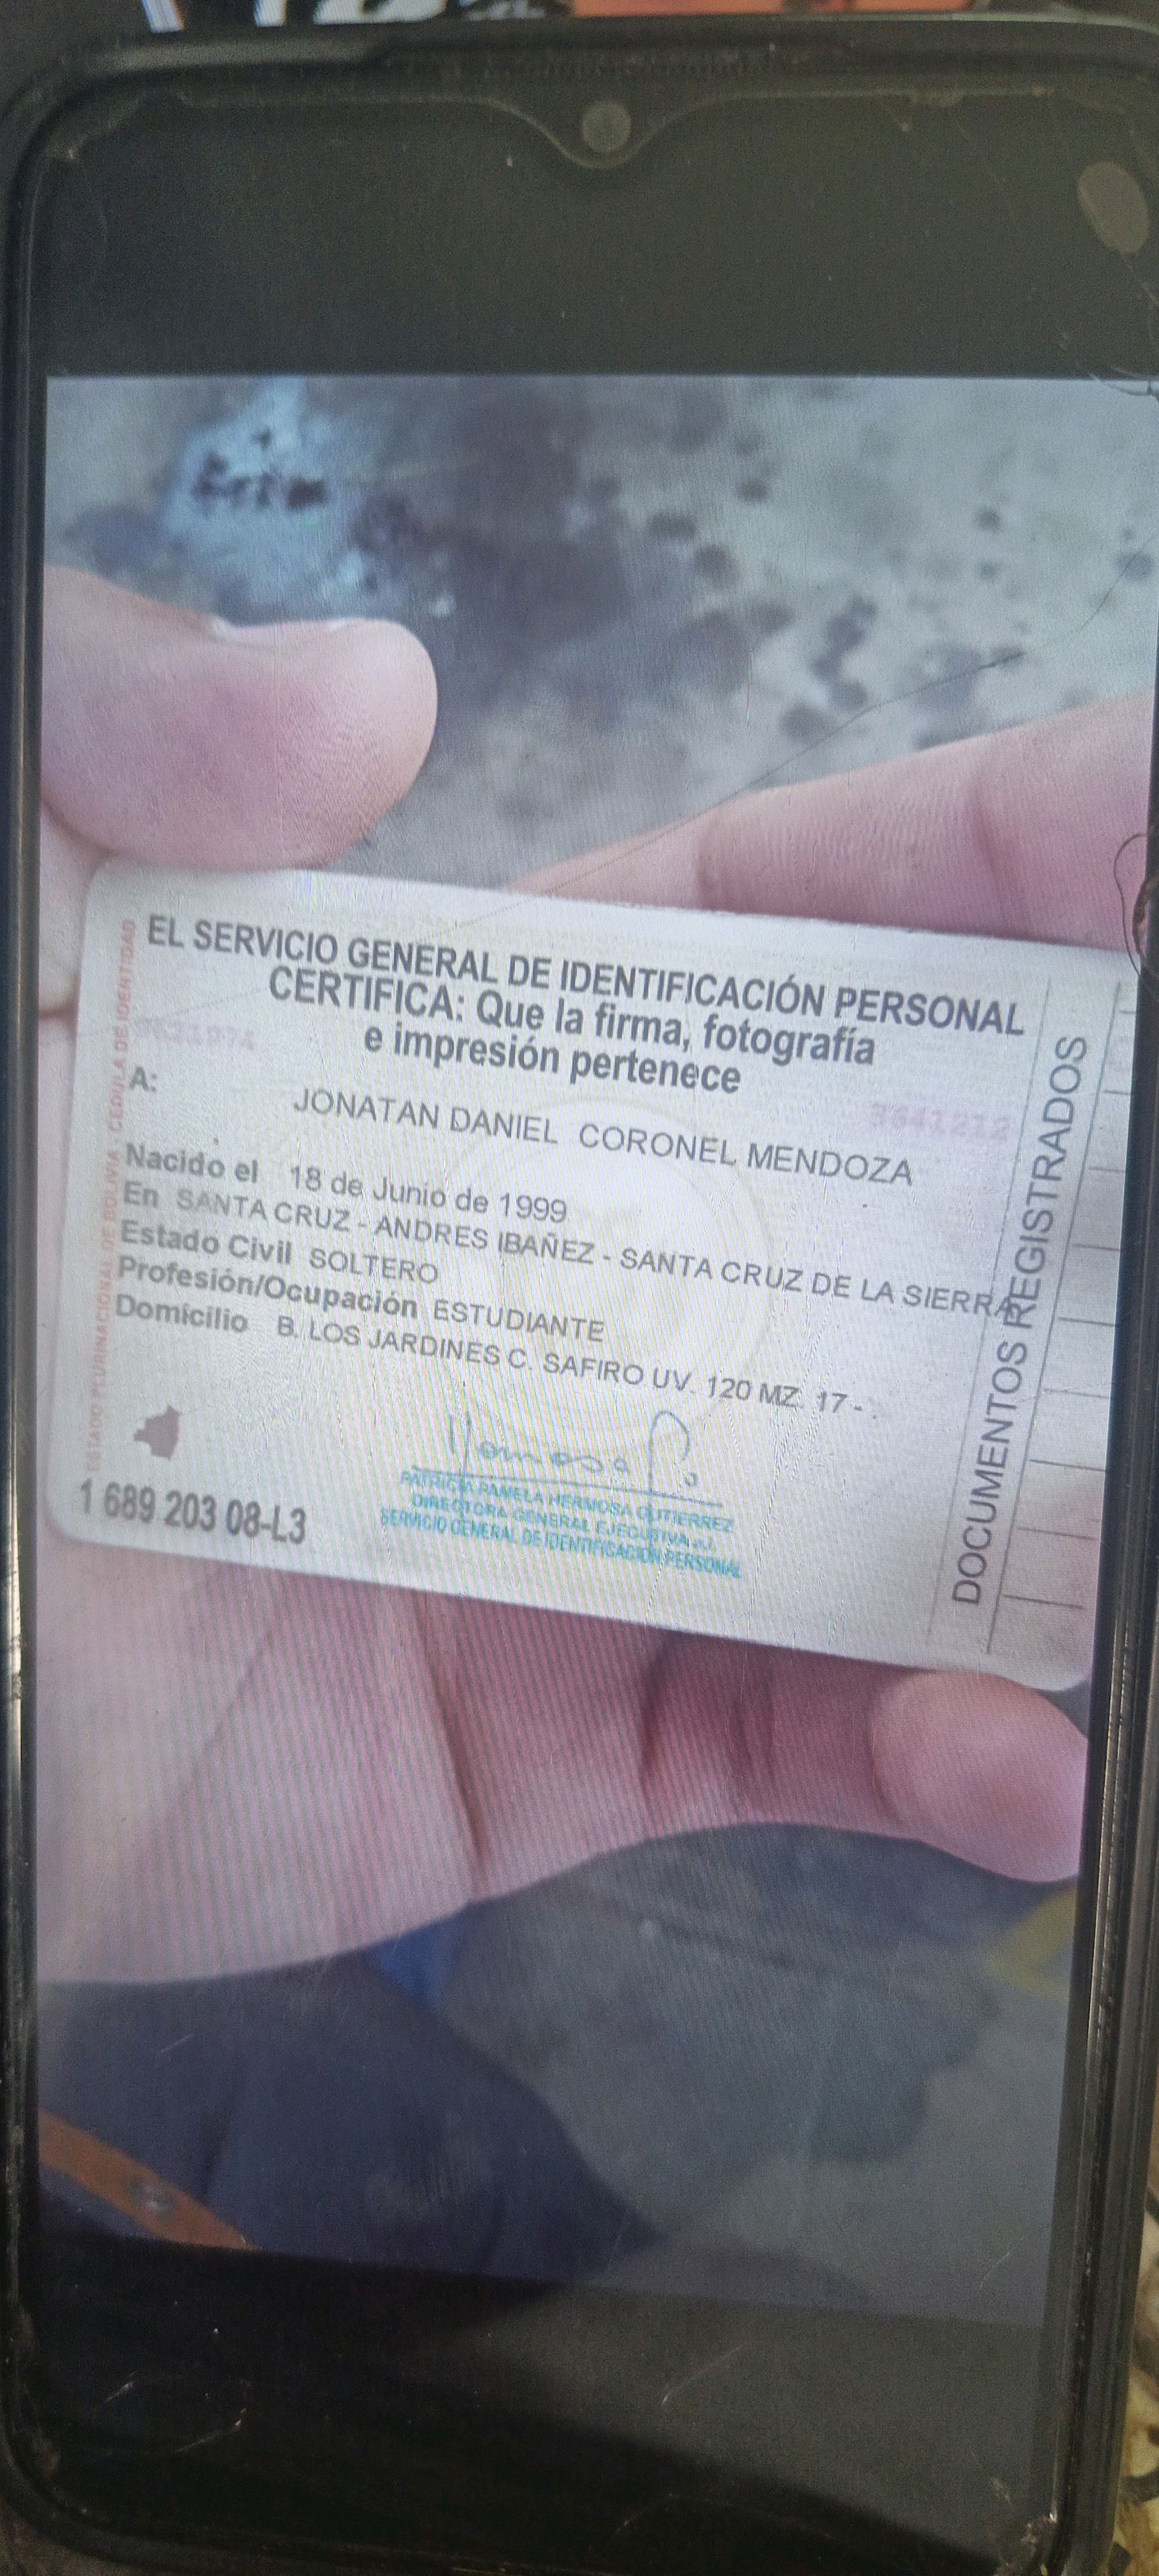 EL SERVICIO GENERAL DE IDENTIFICACIÓN PERSONAL
CERTIFICA: Que la firma, fotografía
e impresión pertenece
A:
JONATAN DANIEL CORONEL MENDOZA
Nacido el 18 de Junio de 1999
En SANTA CRUZ - ANDRES IBAÑEZ - SANTA CRUZ DE LA SIERRA
Estado Civil SOLTERO
Profesión/Ocupación ESTUDIANTE
Domicilio B. LOS JARDINES C. SAFIRO UV. 120 MZ. 17 - .
1 689 203 08-L3
PATRICIA PAMELA HERMOSA GUTIERREZ
DIRECTORA GENERAL EJECUTIVA a.i.
SERVICIO GENERAL DE IDENTIFICACIÓN PERSONAL
ESTADO PLURINACIONAL DE BOLIVIA - CEDULA DE IDENTIDAD
3641212
DOCUMENTOS REGISTRADOS